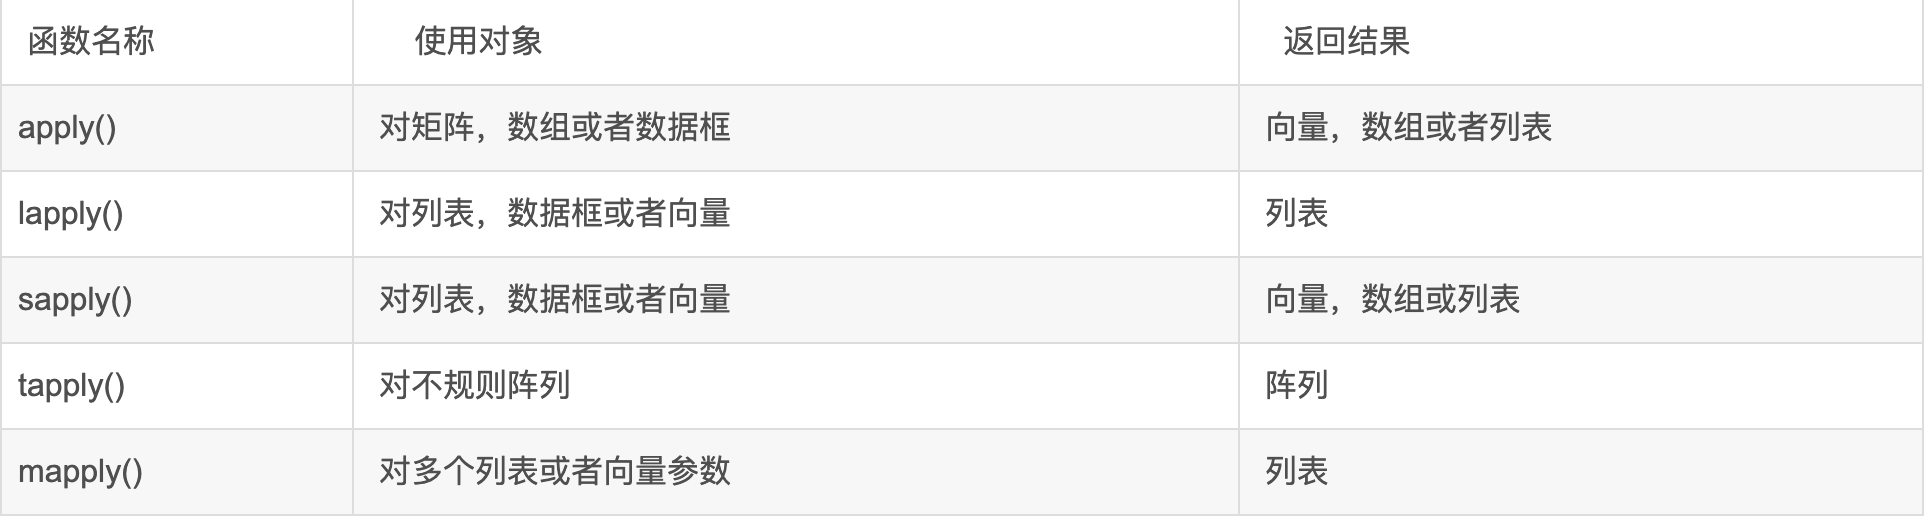 函数名称 使用对象 返回结果
apply() 对矩阵，数组或者数据框 向量，数组或者列表
lapply() 对列表，数据框或者向量 列表
sapply() 对列表，数据框或者向量 向量，数组或列表
tapply() 对不规则阵列 阵列
mapply() 对多个列表或者向量参数 列表